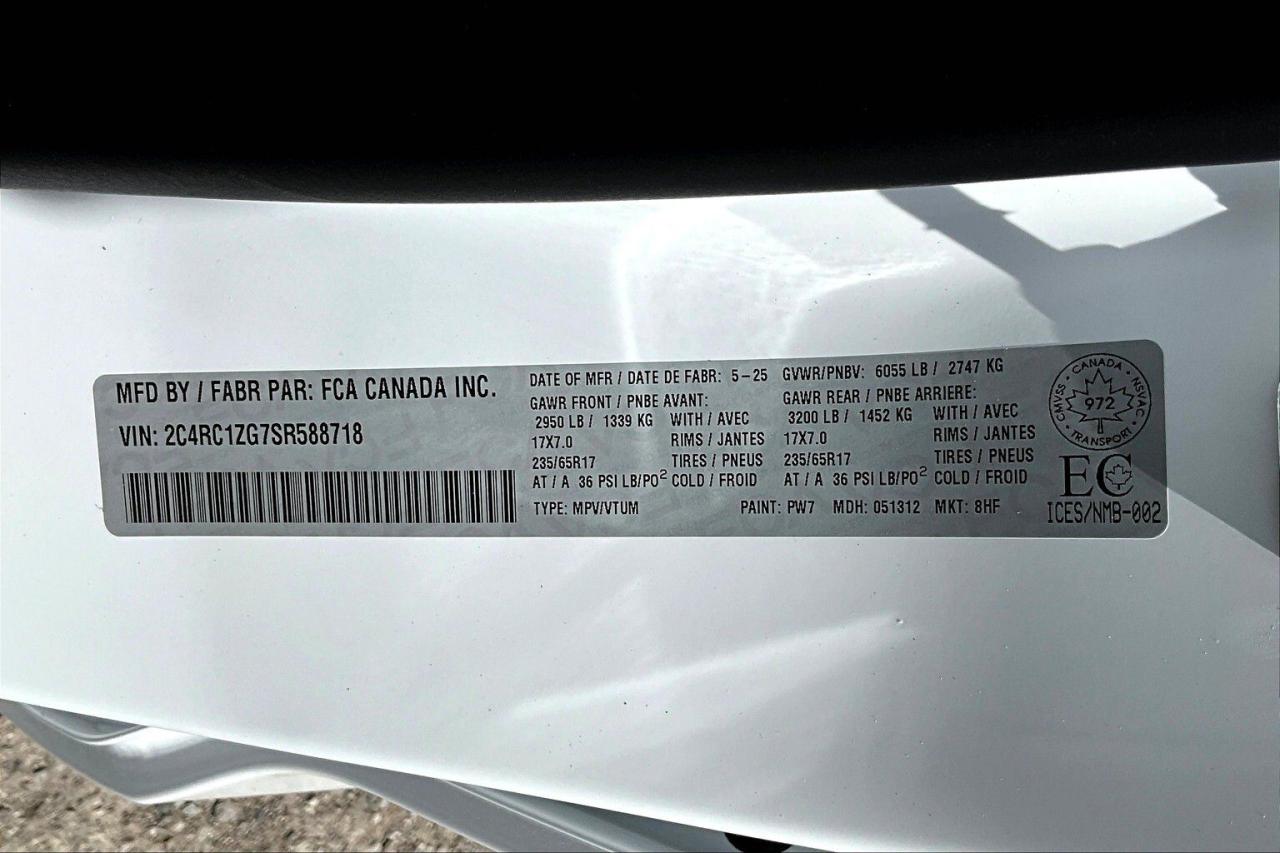 MFD BY / FABR PAR: FCA CANADA INC.
VIN: 2C4RC1ZG7SR588718
DATE OF MFR / DATE DE FABR: 5-25 GVWR/PNBV: 6055 LB / 2747 KG
GAWR FRONT / PNBE AVANT: GAWR REAR / PNBE ARRIERE:
2950 LB / 1339 KG WITH / AVEC 3200 LB / 1452 KG WITH / AVEC
17X7.0 RIMS / JANTES 17X7.0 RIMS / JANTES
235/65R17 TIRES / PNEUS 235/65R17 TIRES / PNEUS
AT / A 36 PSI LB/PO² COLD / FROID AT / A 36 PSI LB/PO² COLD / FROID
TYPE: MPV/VTUM PAINT: PW7 MDH: 051312 MKT: 8HF
CMVSS · CANADA · NSVAC · TRANSPORT ·
972
EC
ICES/NMB-002